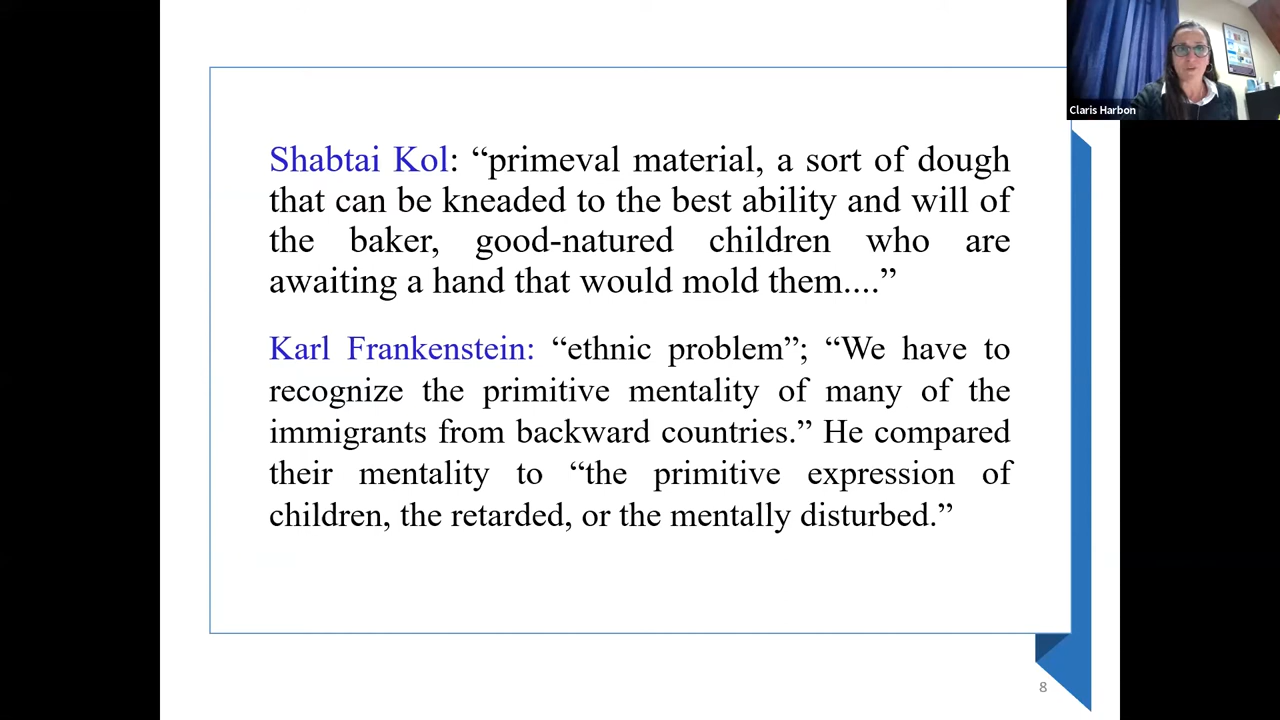 Claris Harbon
Shabtai Kol: “primeval material, a sort of dough
that can be kneaded to the best ability and will of
the baker, good-natured children who are
awaiting a hand that would mold them....”
Karl Frankenstein: “ethnic problem”; “We have to
recognize the primitive mentality of many of the
immigrants from backward countries.” He compared
their mentality to “the primitive expression of
children, the retarded, or the mentally disturbed.”
8